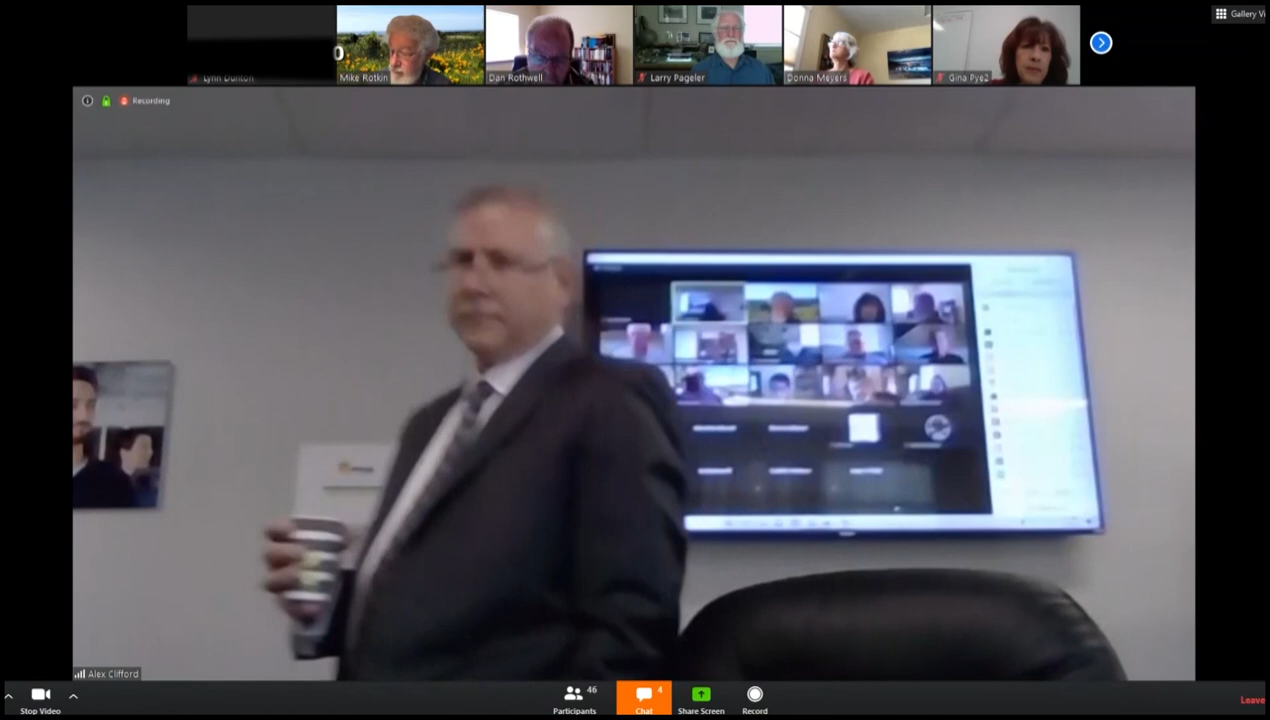 Gallery Vi
Lynn Dutton
Mike Rotkin
Dan Rothwell
Larry Pageler
Donna Meyers
Gina Pye2
Recording
Alex Clifford
46
4
Stop Video
Participants
Chat
Share Screen
Record
Leave